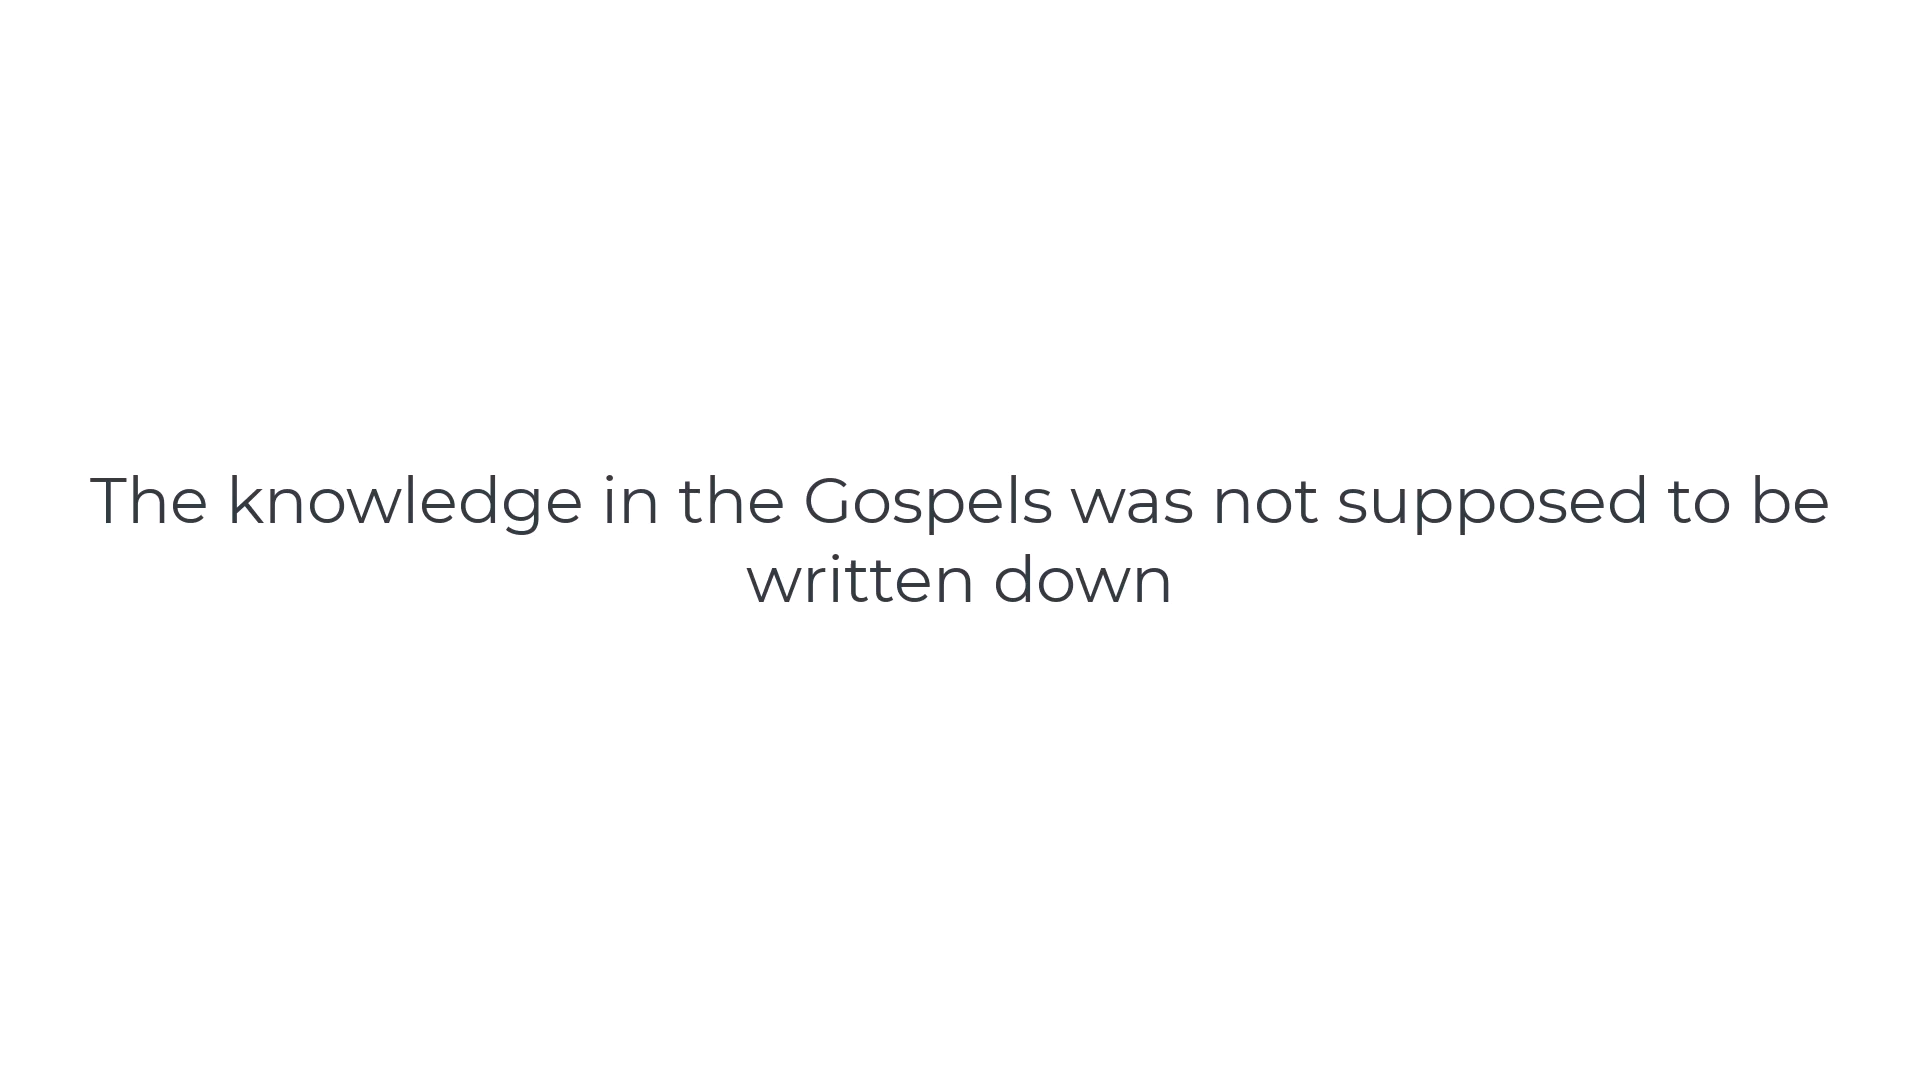 The knowledge in the Gospels was not supposed to be
written down